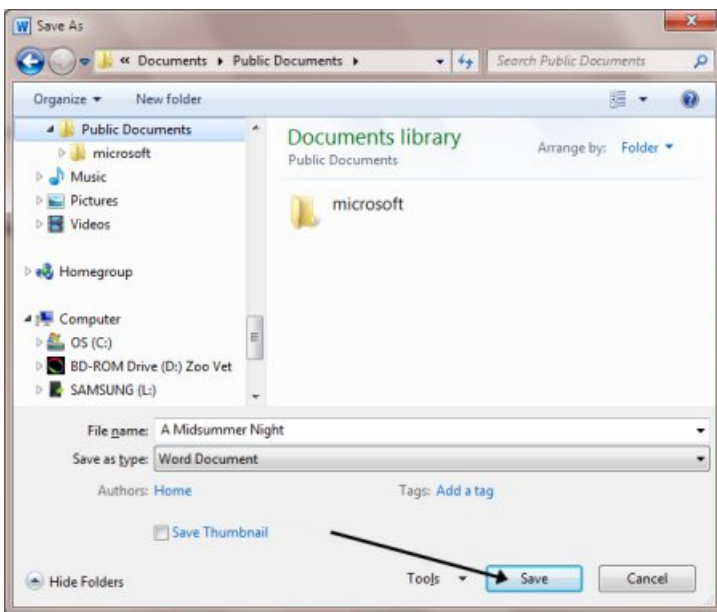 W Save As
« Documents Public Documents Search Public Documents
Organize New folder
Public Documents
microsoft
Music
Pictures
Videos
Homegroup
Computer
OS (C:)
BD-ROM Drive (D:) Zoo Vet
SAMSUNG (L:)
Documents library
Public Documents
Arrange by: Folder
microsoft
File name: A Midsummer Night
Save as type: Word Document
Authors: Home Tags: Add a tag
Save Thumbnail
Hide Folders Tools Save Cancel